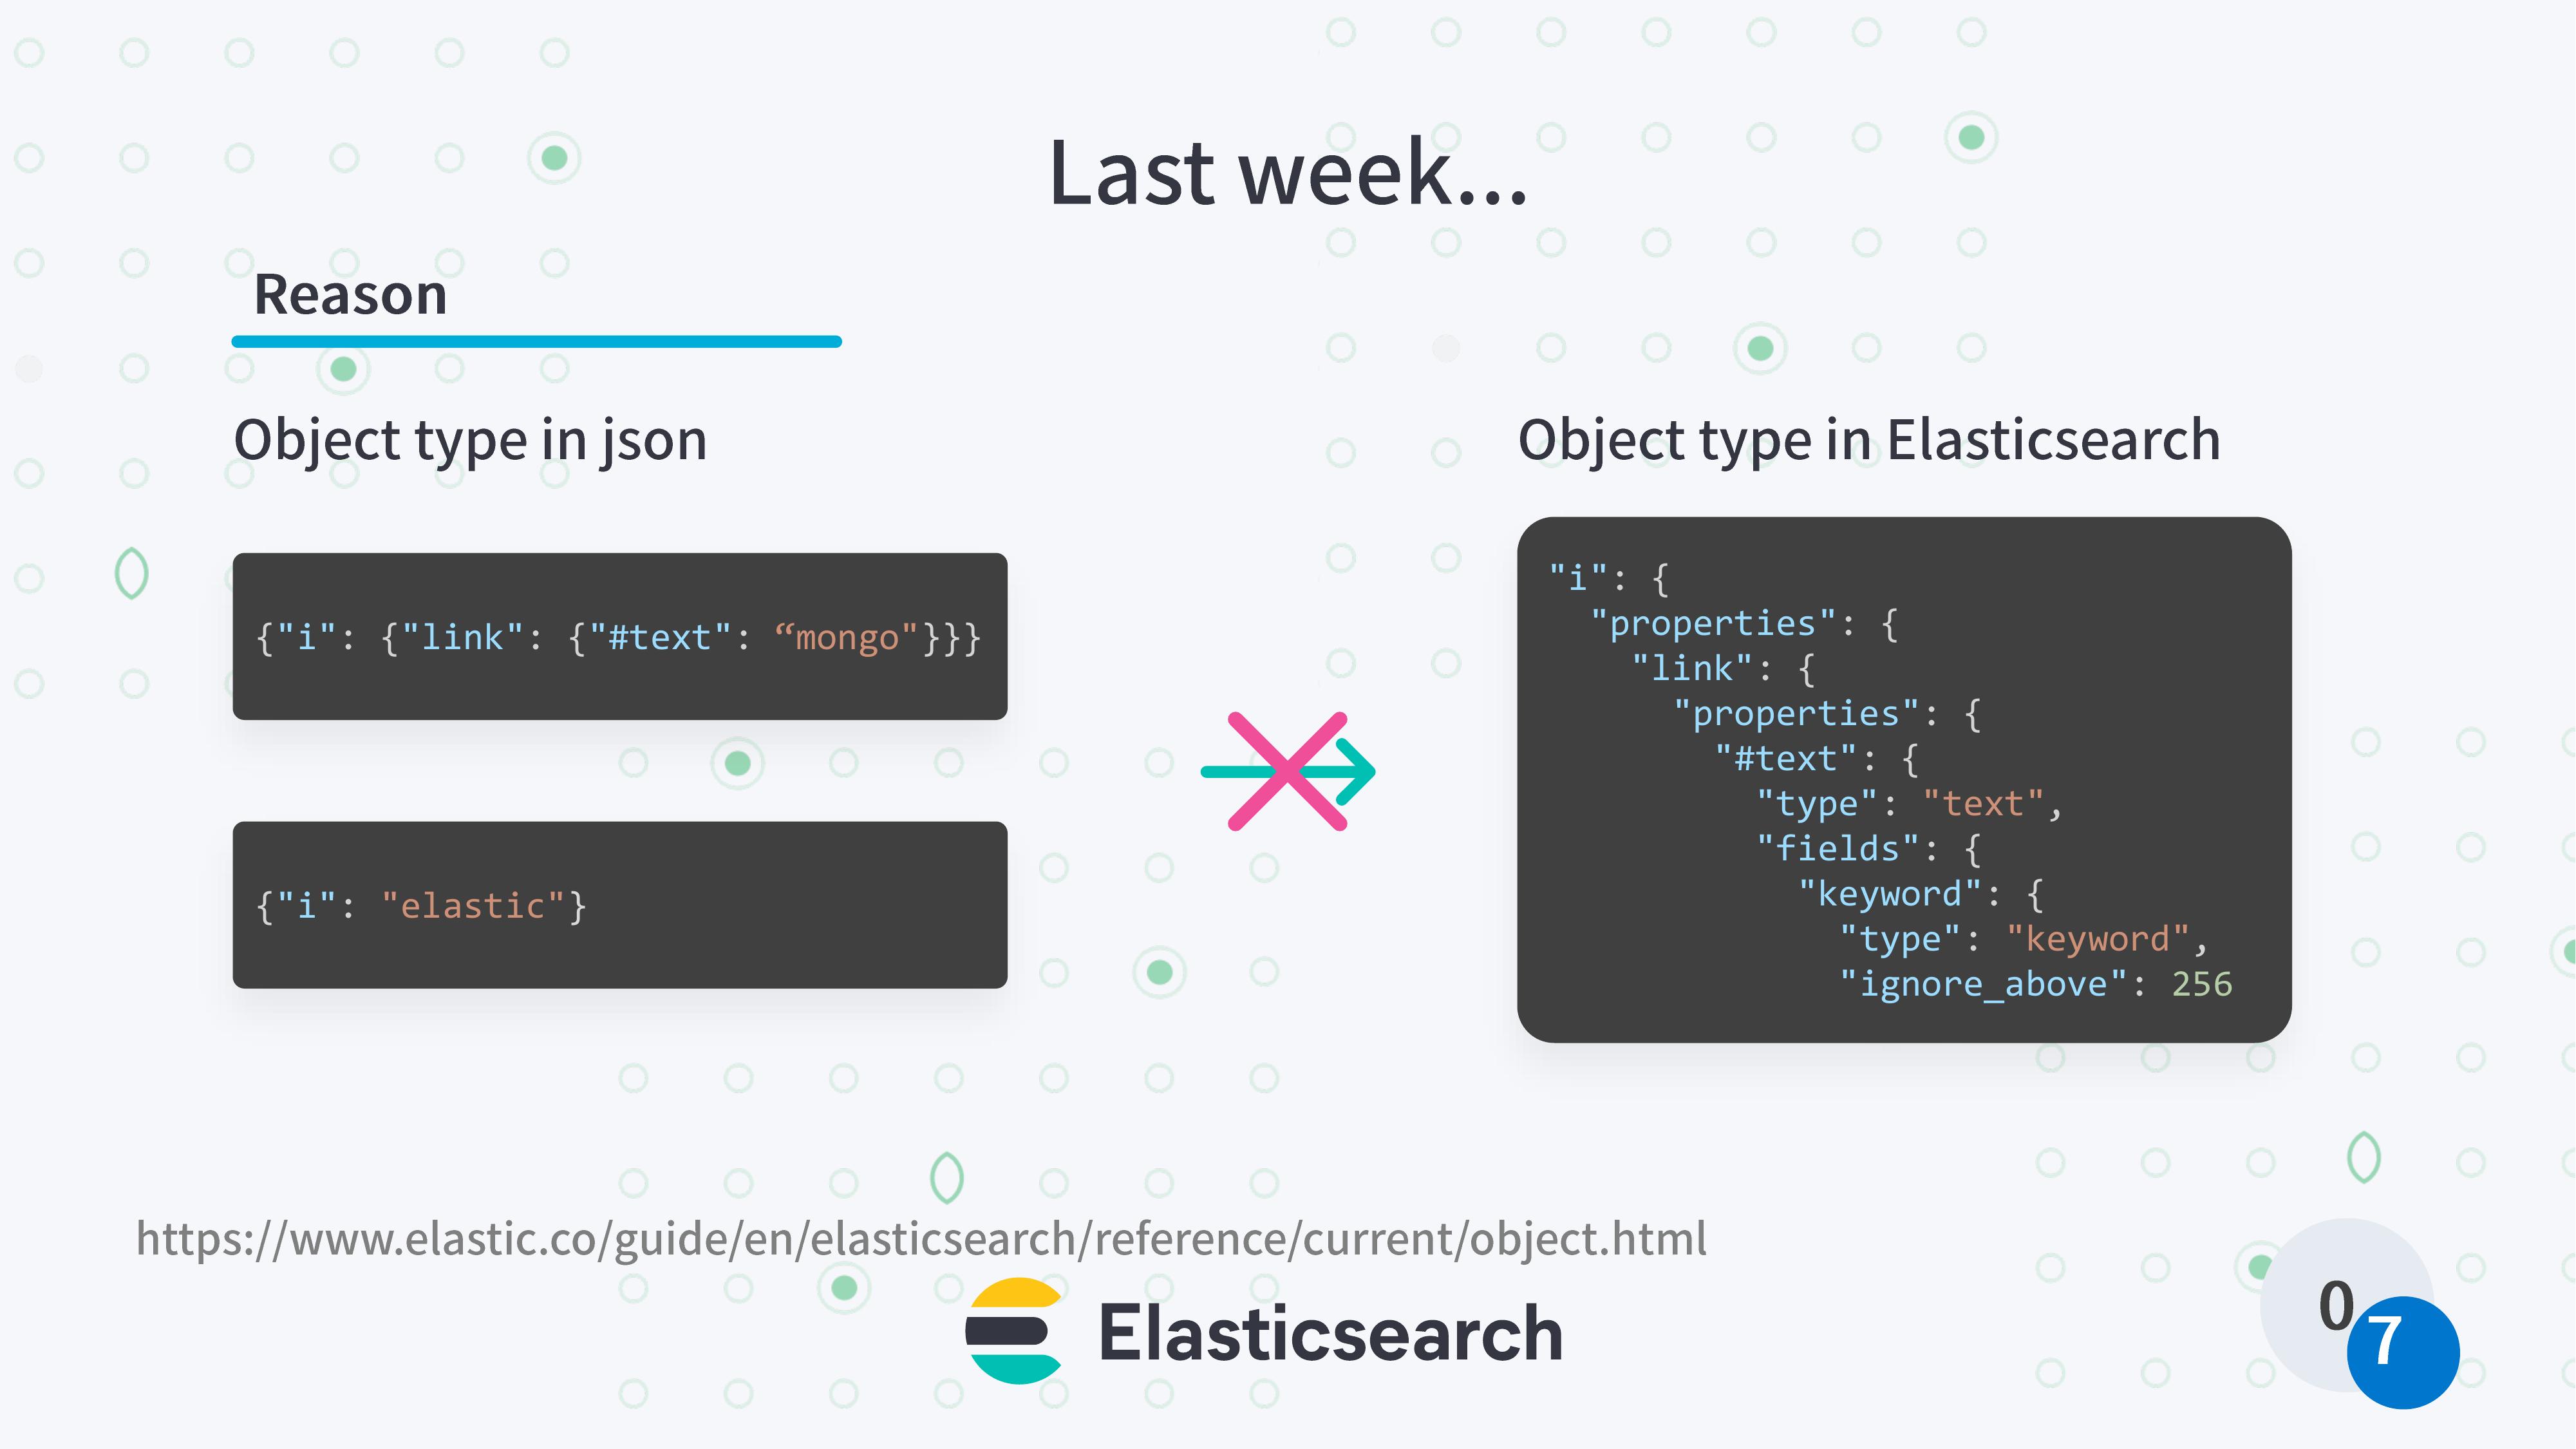 Last week...
Reason
Object type in json
{"i": {"link": {"#text": “mongo"}}}
{"i": "elastic"}
Object type in Elasticsearch
"i": {
  "properties": {
    "link": {
      "properties": {
        "#text": {
          "type": "text",
          "fields": {
            "keyword": {
              "type": "keyword",
              "ignore_above": 256
https://www.elastic.co/guide/en/elasticsearch/reference/current/object.html
Elasticsearch
07